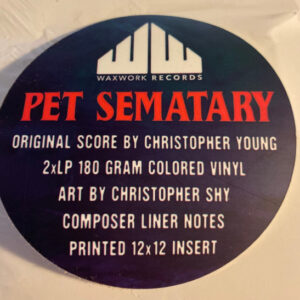 WAXWORK RECORDS
PET SEMATARY
ORIGINAL SCORE BY CHRISTOPHER YOUNG
2xLP 180 GRAM COLORED VINYL
ART BY CHRISTOPHER SHY
COMPOSER LINER NOTES
PRINTED 12x12 INSERT